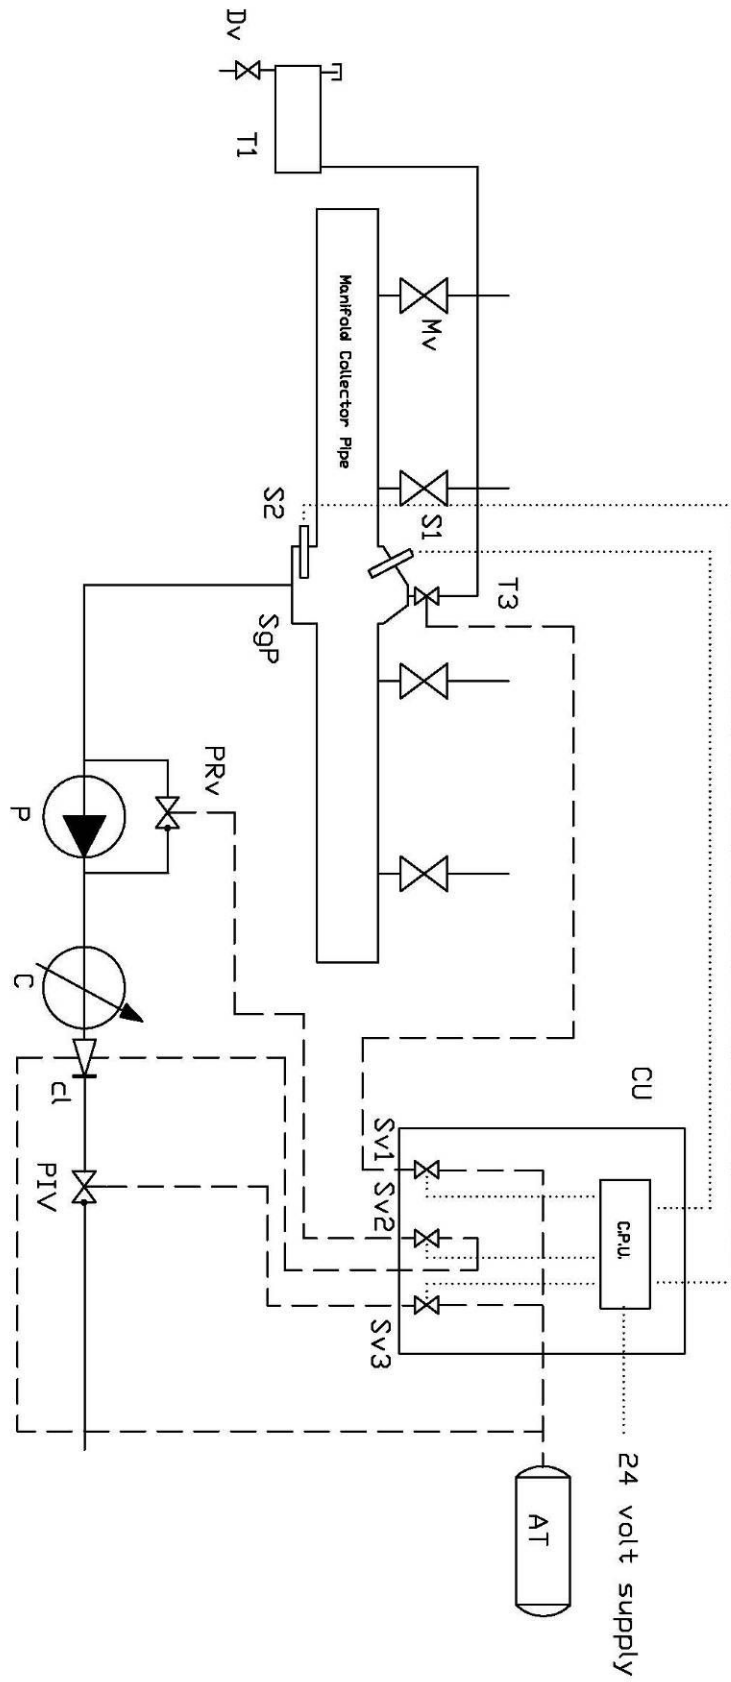 CU
C.P.U.
24 volt supply
AT
T3
Mv
S1
Sv1
Sv2
Sv3
Manifold Collector Pipe
S2
SgP
T1
Dv
PRv
cl
PIV
P
C